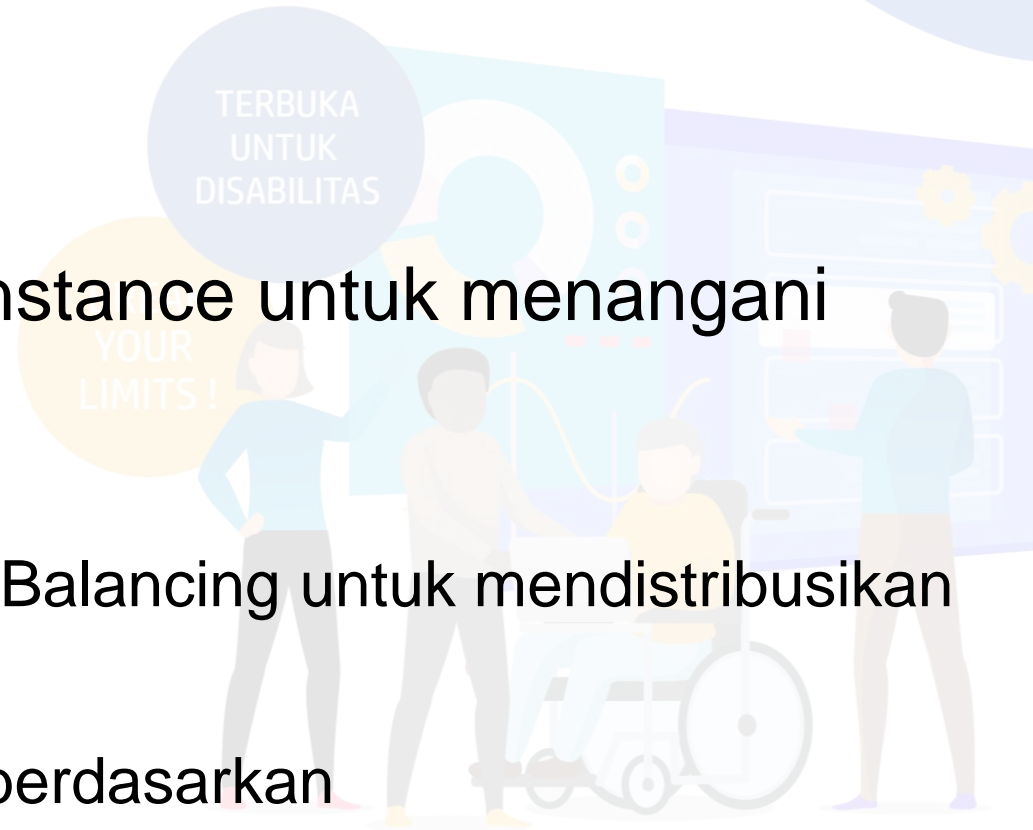 TERBUKA
UNTUK
DISABILITAS
nstance untuk menangani
YOUR
LIMITS !
Balancing untuk mendistribusikan
berdasarkan